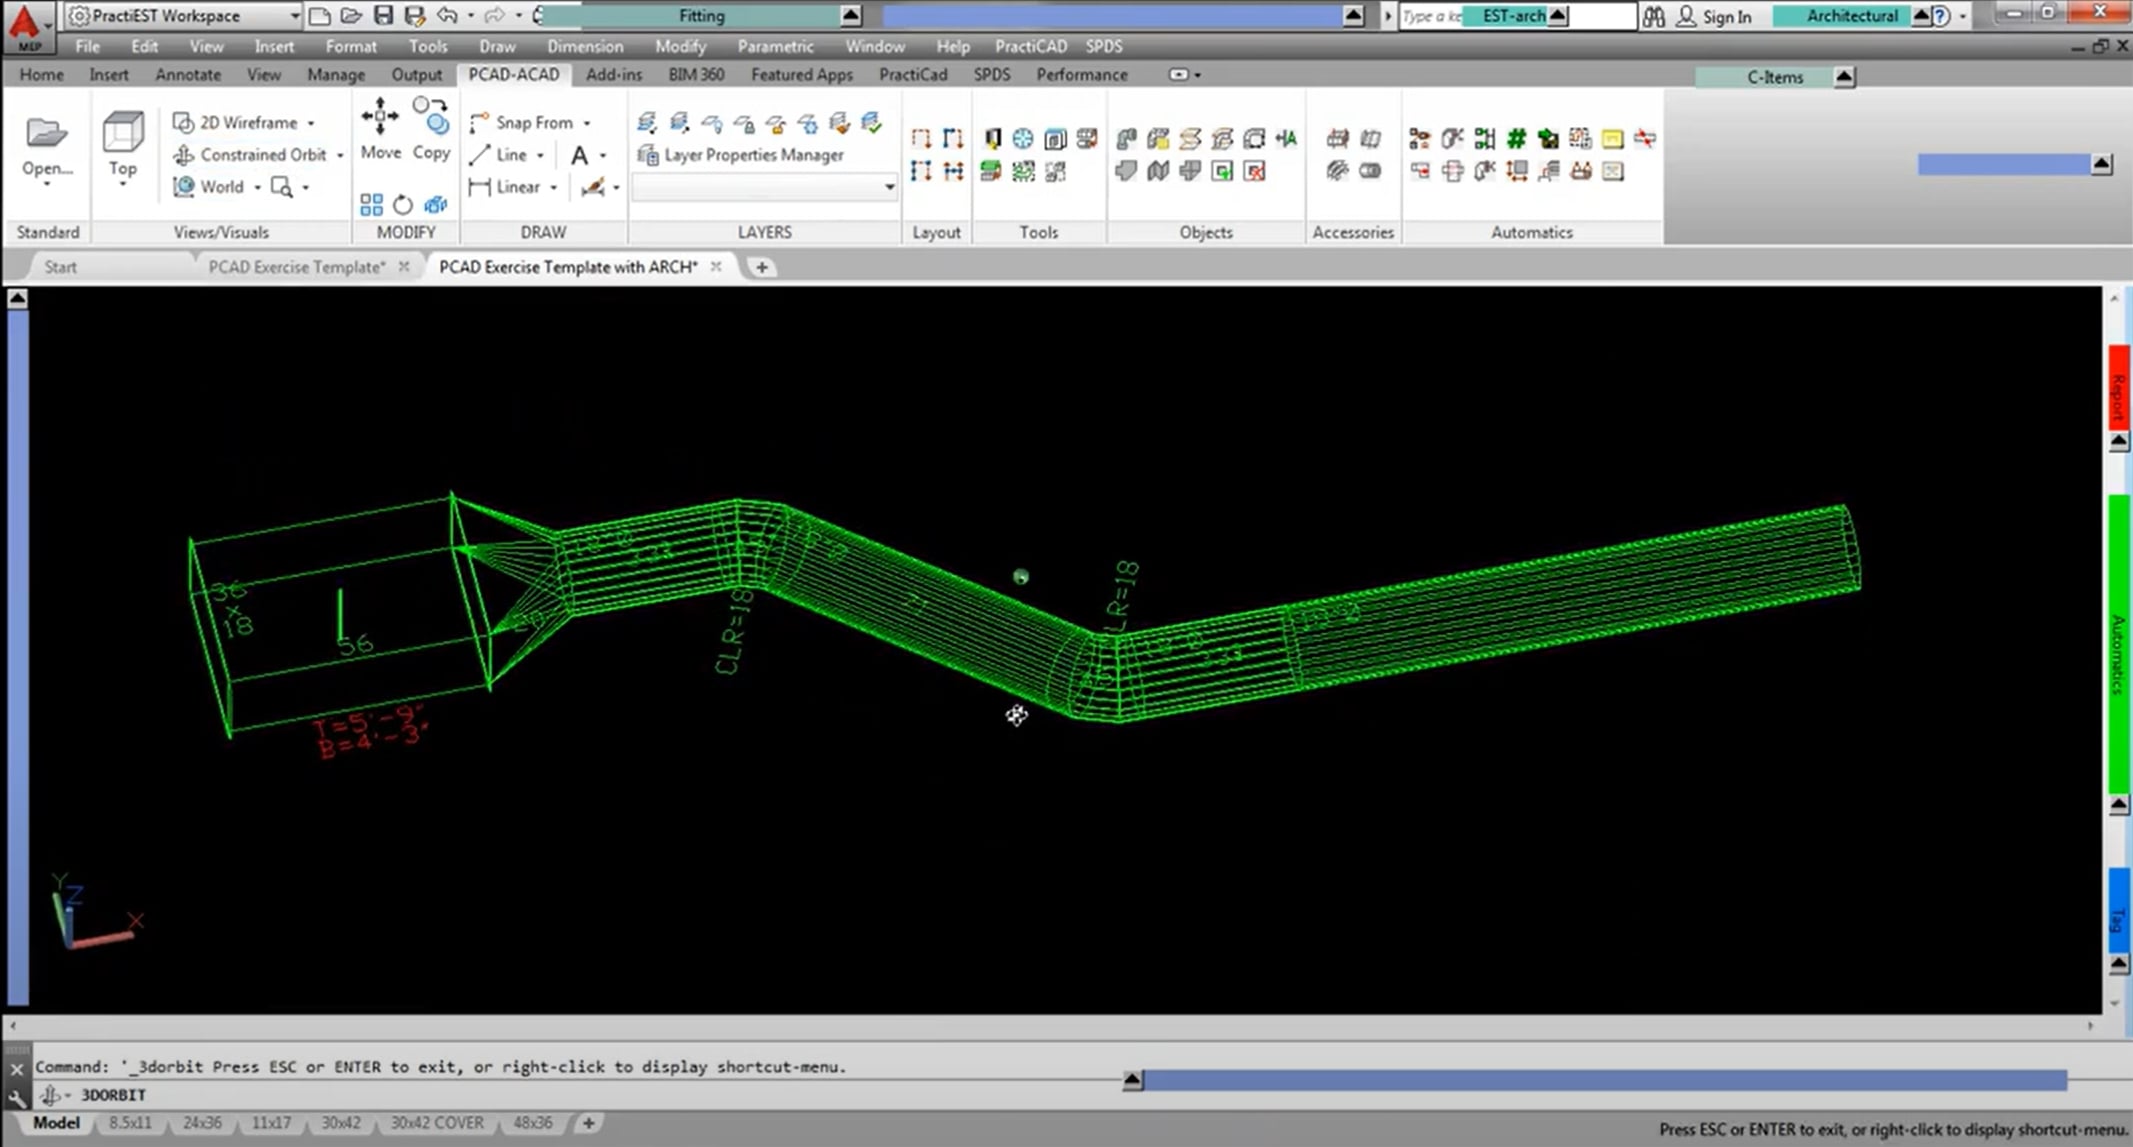 PractiEST Workspace
Fitting
Type a ke
EST-arch
Sign In
Architectural
MEP
File Edit View Insert Format Tools Draw Dimension Modify Parametric Window Help PractiCAD SPDS
Home Insert Annotate View Manage Output PCAD-ACAD Add-ins BIM 360 Featured Apps PractiCad SPDS Performance
C-Items
2D Wireframe
Snap From
Open...
Top
Constrained Orbit
Move Copy
Line
A
Layer Properties Manager
World
Linear
Standard Views/Visuals MODIFY DRAW LAYERS Layout Tools Objects Accessories Automatics
Start PCAD Exercise Template* PCAD Exercise Template with ARCH*
Report
36
x
18
56
CLR=18
LR=18
71
T=5'-9"
B=4'-3"
Automatics
Tag
Y
Z
X
Command: '_3dorbit Press ESC or ENTER to exit, or right-click to display shortcut-menu.
3DORBIT
Model 8.5x11 24x36 11x17 30x42 30x42 COVER 48x36
Press ESC or ENTER to exit, or right-click to display shortcut-menu.